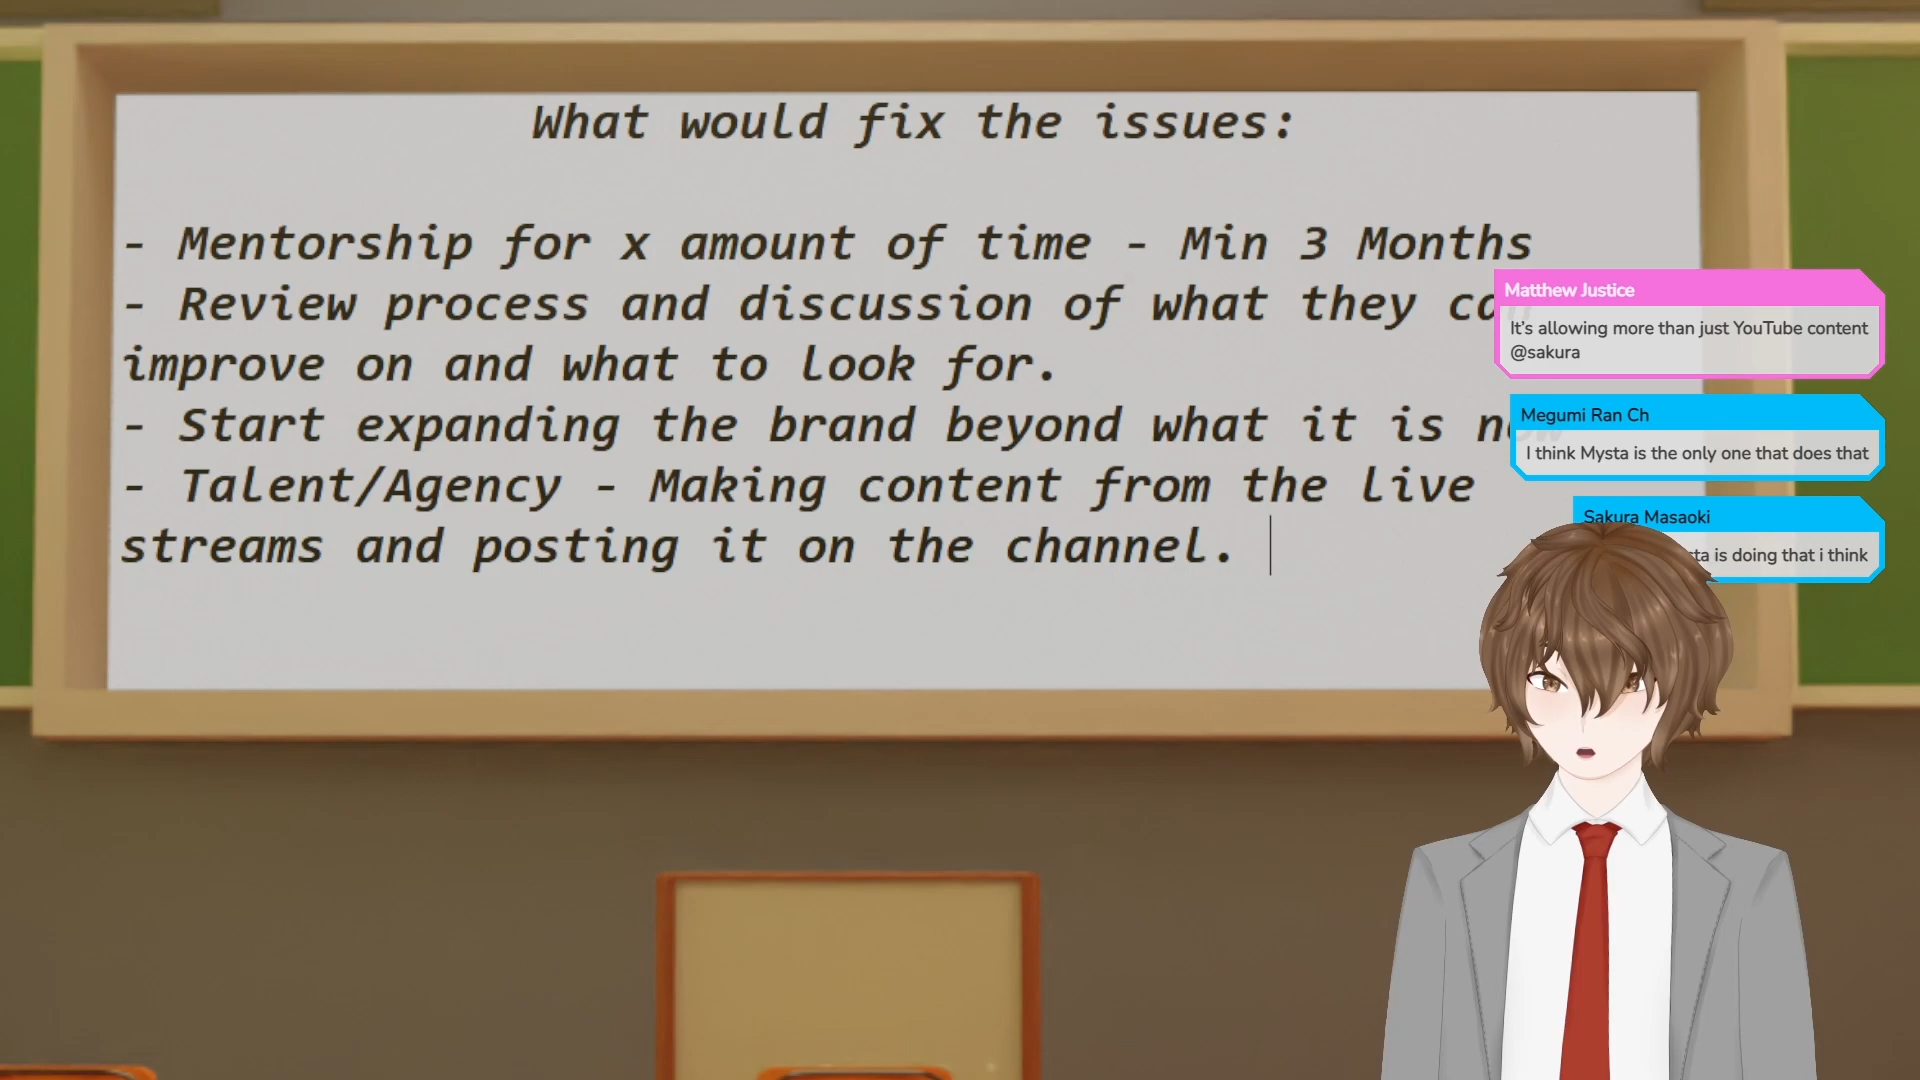 What would fix the issues:
- Mentorship for x amount of time - Min 3 Months
- Review process and discussion of what they can
improve on and what to look for.
- Start expanding the brand beyond what it is now
- Talent/Agency - Making content from the live
streams and posting it on the channel.
Matthew Justice
It's allowing more than just YouTube content
@sakura
Megumi Ran Ch
I think Mysta is the only one that does that
Sakura Masaoki
is doing that i think